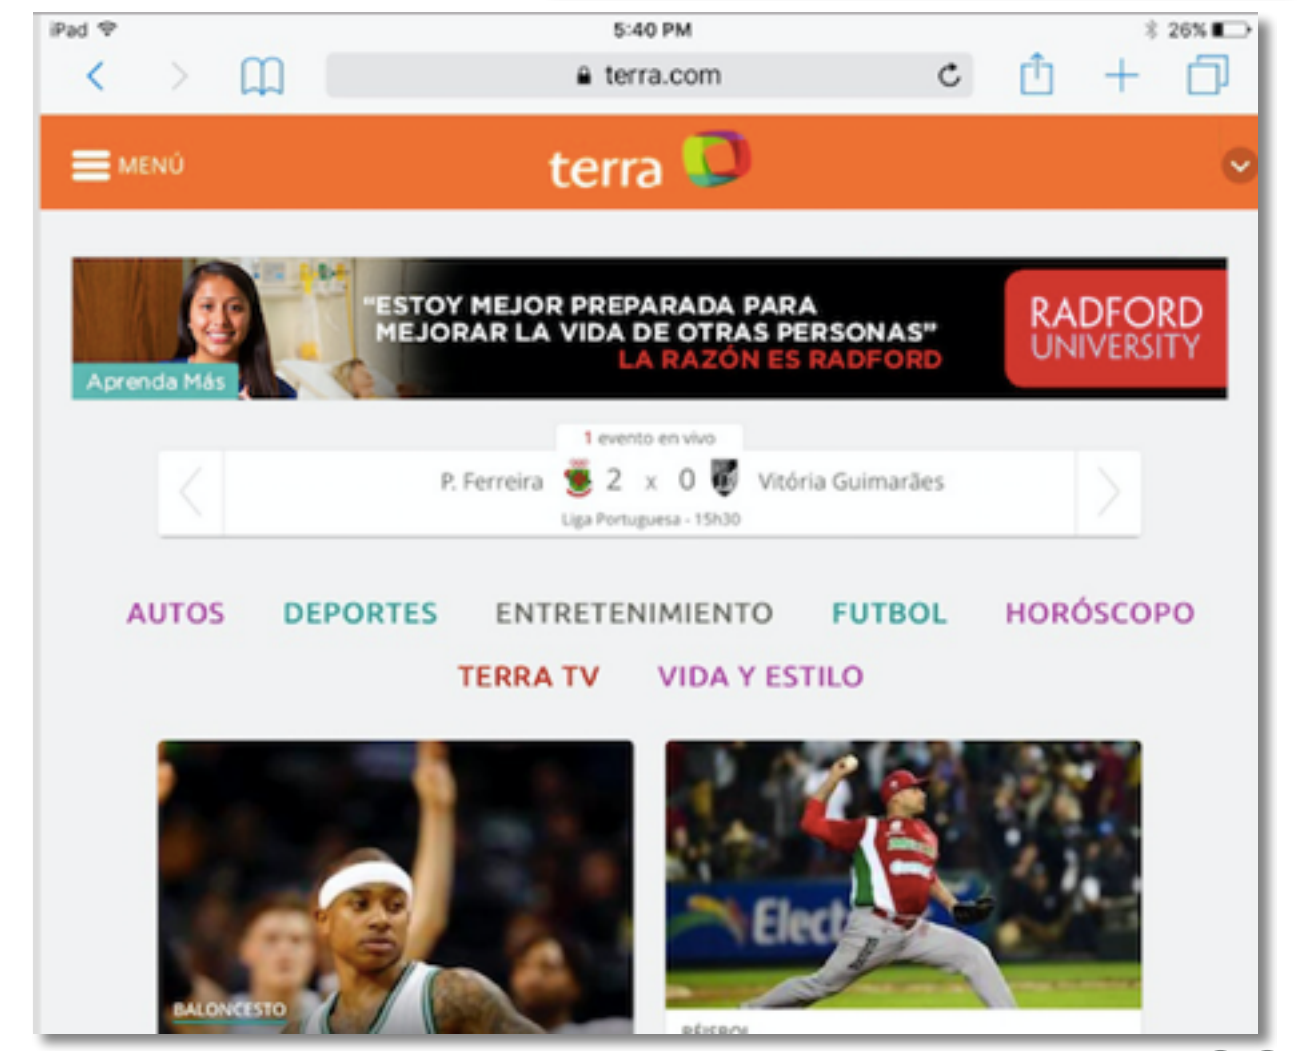 iPad 5:40 PM 26%
terra.com
MENÚ terra
"ESTOY MEJOR PREPARADA PARA
MEJORAR LA VIDA DE OTRAS PERSONAS"
LA RAZÓN ES RADFORD
RADFORD
UNIVERSITY
Aprenda Más
1 evento en vivo
P. Ferreira 2 x 0 Vitória Guimarães
Liga Portuguesa - 15h30
AUTOS DEPORTES ENTRETENIMIENTO FUTBOL HORÓSCOPO
TERRA TV VIDA Y ESTILO
Elect
BALONCESTO
BÉISBOL